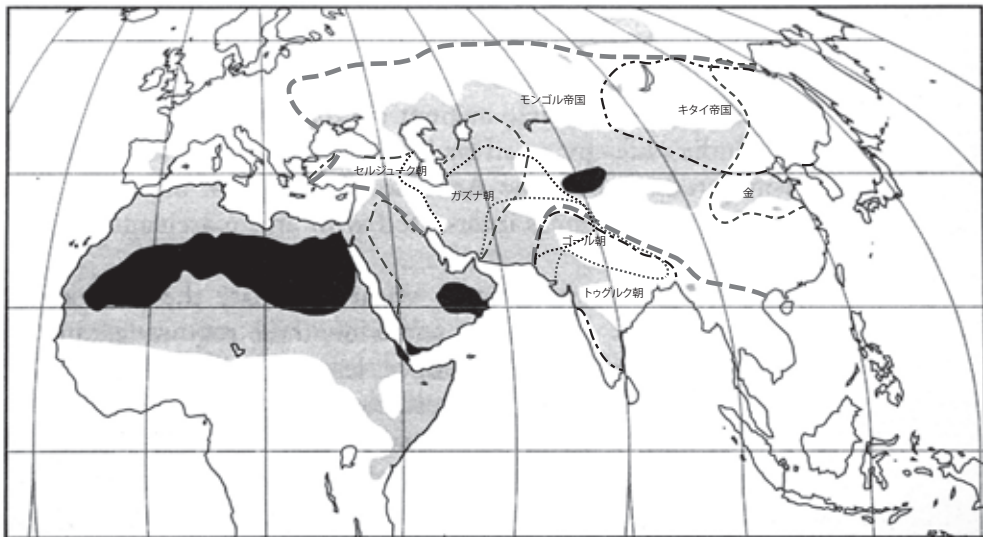 モンゴル帝国
キタイ帝国
セルジューク朝
ガズナ朝
金
ゴール朝
トゥグルク朝